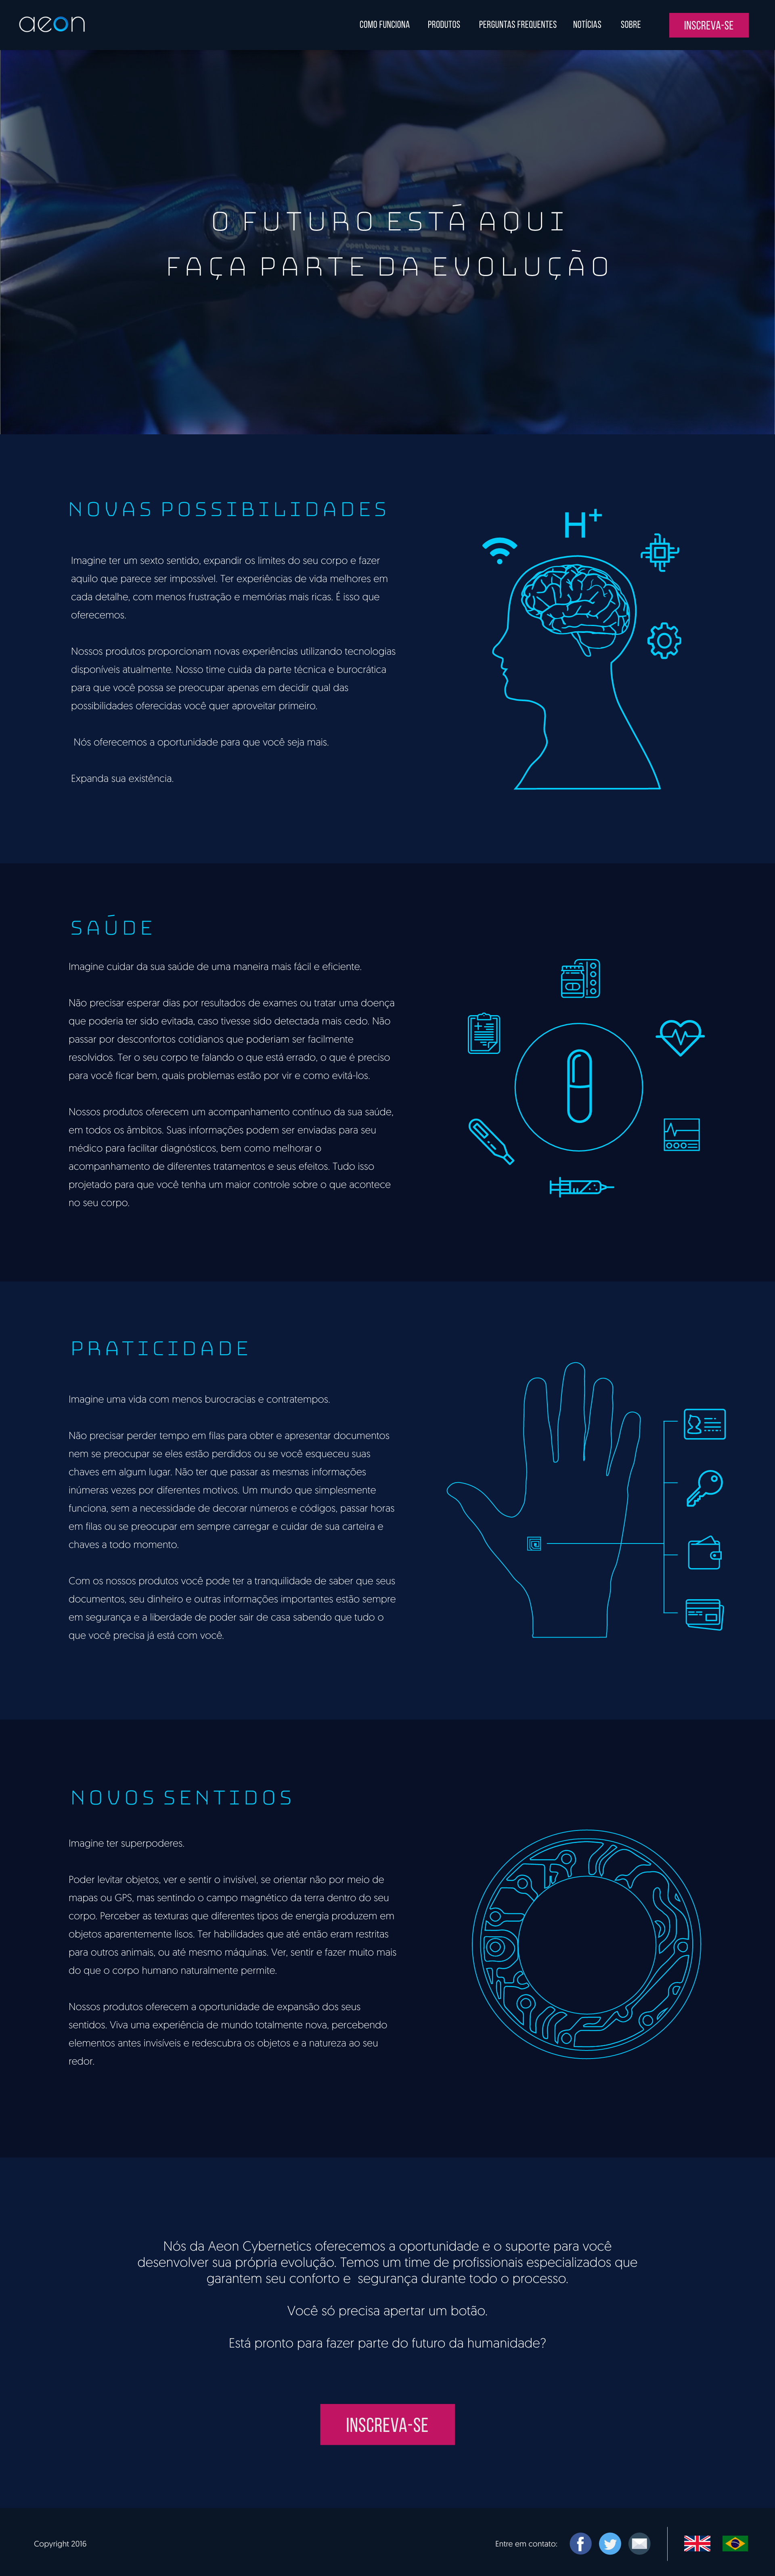 aeon
COMO FUNCIONA PRODUTOS PERGUNTAS FREQUENTES NOTÍCIAS SOBRE INSCREVA-SE
O FUTURO ESTÁ AQUI
FAÇA PARTE DA EVOLUÇÃO
NOVAS POSSIBILIDADES
H+
Imagine ter um sexto sentido, expandir os limites do seu corpo e fazer
aquilo que parece ser impossível. Ter experiências de vida melhores em
cada detalhe, com menos frustração e memórias mais ricas. É isso que
oferecemos.
Nossos produtos proporcionam novas experiências utilizando tecnologias
disponíveis atualmente. Nosso time cuida da parte técnica e burocrática
para que você possa se preocupar apenas em decidir qual das
possibilidades oferecidas você quer aproveitar primeiro.
Nós oferecemos a oportunidade para que você seja mais.
Expanda sua existência.
SAÚDE
Imagine cuidar da sua saúde de uma maneira mais fácil e eficiente.
Não precisar esperar dias por resultados de exames ou tratar uma doença
que poderia ter sido evitada, caso tivesse sido detectada mais cedo. Não
passar por desconfortos cotidianos que poderiam ser facilmente
resolvidos. Ter o seu corpo te falando o que está errado, o que é preciso
para você ficar bem, quais problemas estão por vir e como evitá-los.
Nossos produtos oferecem um acompanhamento contínuo da sua saúde,
em todos os âmbitos. Suas informações podem ser enviadas para seu
médico para facilitar diagnósticos, bem como melhorar o
acompanhamento de diferentes tratamentos e seus efeitos. Tudo isso
projetado para que você tenha um maior controle sobre o que acontece
no seu corpo.
PRATICIDADE
Imagine uma vida com menos burocracias e contratempos.
Não precisar perder tempo em filas para obter e apresentar documentos
nem se preocupar se eles estão perdidos ou se você esqueceu suas
chaves em algum lugar. Não ter que passar as mesmas informações
inúmeras vezes por diferentes motivos. Um mundo que simplesmente
funciona, sem a necessidade de decorar números e códigos, passar horas
em filas ou se preocupar em sempre carregar e cuidar de sua carteira e
chaves a todo momento.
Com os nossos produtos você pode ter a tranquilidade de saber que seus
documentos, seu dinheiro e outras informações importantes estão sempre
em segurança e a liberdade de poder sair de casa sabendo que tudo o
que você precisa já está com você.
NOVOS SENTIDOS
Imagine ter superpoderes.
Poder levitar objetos, ver e sentir o invisível, se orientar não por meio de
mapas ou GPS, mas sentindo o campo magnético da terra dentro do seu
corpo. Perceber as texturas que diferentes tipos de energia produzem em
objetos aparentemente lisos. Ter habilidades que até então eram restritas
para outros animais, ou até mesmo máquinas. Ver, sentir e fazer muito mais
do que o corpo humano naturalmente permite.
Nossos produtos oferecem a oportunidade de expansão dos seus
sentidos. Viva uma experiência de mundo totalmente nova, percebendo
elementos antes invisíveis e redescubra os objetos e a natureza ao seu
redor.
Nós da Aeon Cybernetics oferecemos a oportunidade e o suporte para você
desenvolver sua própria evolução. Temos um time de profissionais especializados que
garantem seu conforto e segurança durante todo o processo.
Você só precisa apertar um botão.
Está pronto para fazer parte do futuro da humanidade?
INSCREVA-SE
Copyright 2016 Entre em contato: